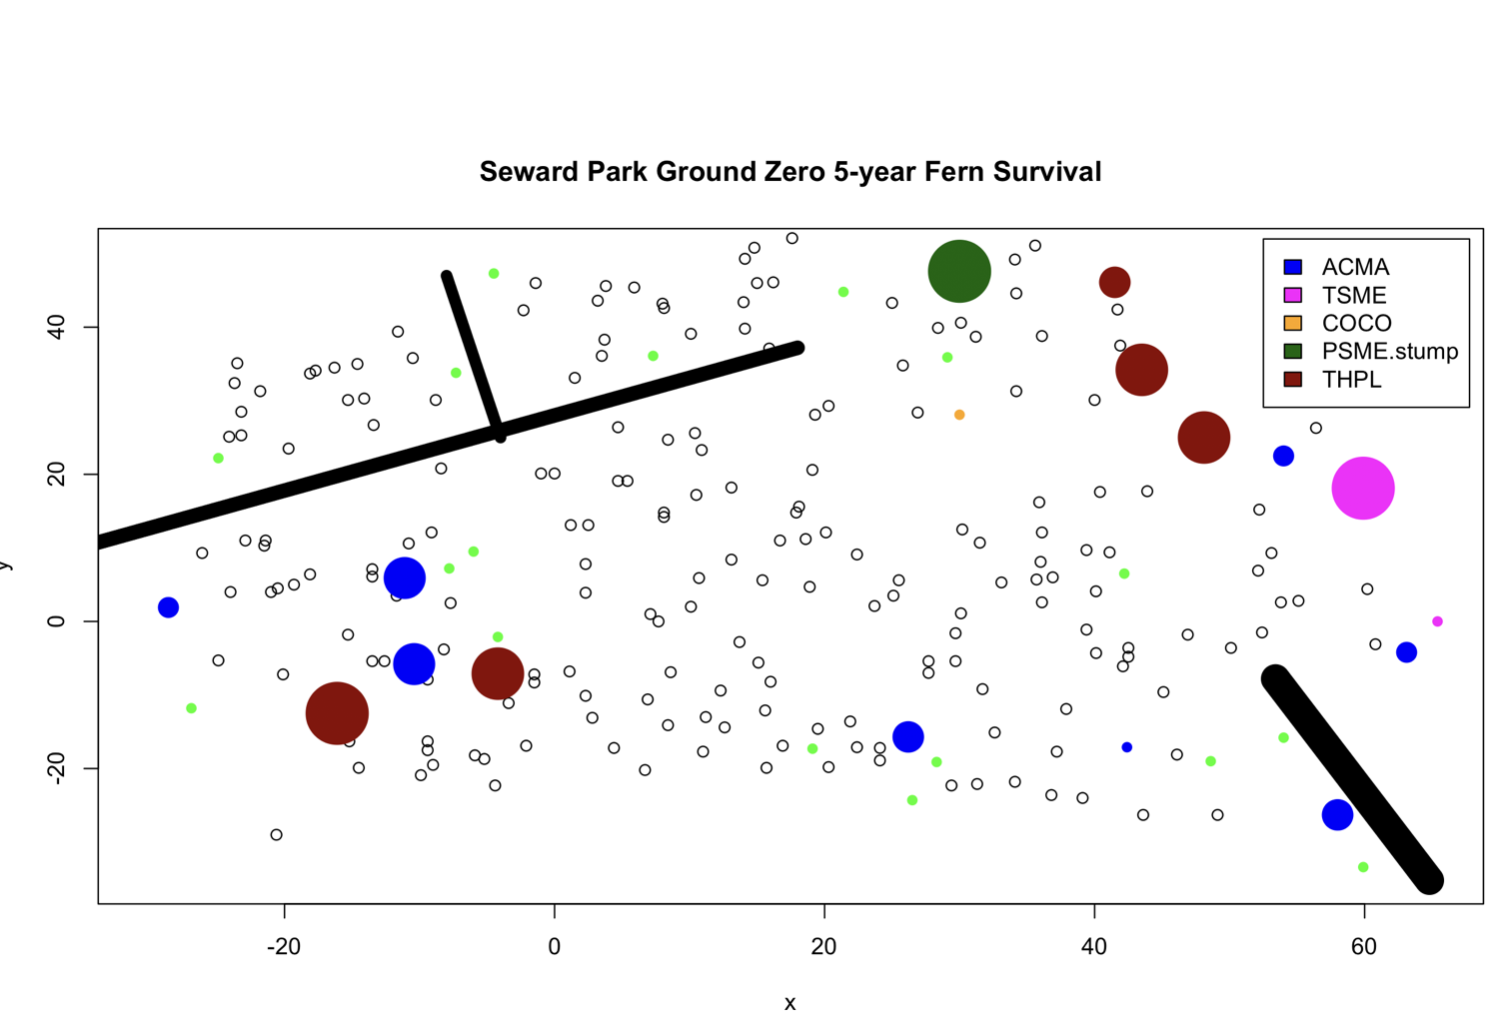 Seward Park Ground Zero 5-year Fern Survival
ACMA
TSME
COCO
PSME.stump
THPL
40
20
0
-20
y
-20
0
20
40
60
x